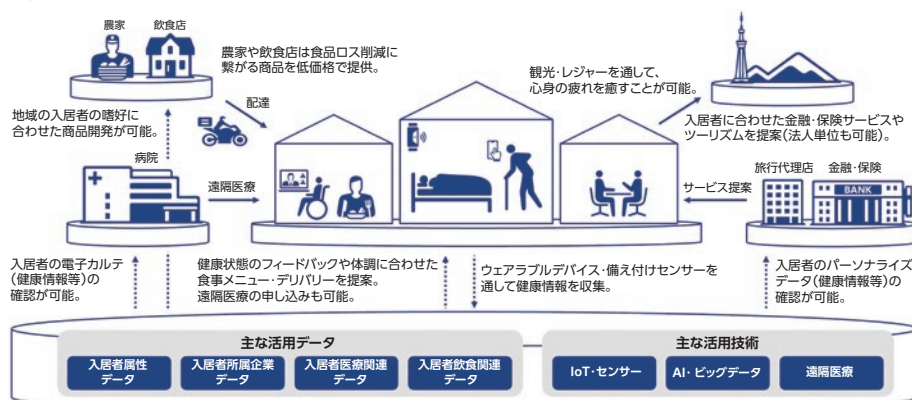 農家
飲食店
農家や飲食店は食品ロス削減に
繋がる商品を低価格で提供。
配達
地域の入居者の嗜好に
合わせた商品開発が可能。
病院
遠隔医療
観光・レジャーを通して、
心身の疲れを癒すことが可能。
入居者に合わせた金融・保険サービスや
ツーリズムを提案(法人単位も可能)。
旅行代理店
金融・保険
サービス提案
BANK
入居者の電子カルテ
(健康情報等)の
確認が可能。
健康状態のフィードバックや体調に合わせた
食事メニュー・デリバリーを提案。
遠隔医療の申し込みも可能。
ウェアラブルデバイス・備え付けセンサーを
通して健康情報を収集。
入居者のパーソナライズ
データ(健康情報等)の
確認が可能。
主な活用データ
入居者属性
データ
入居者所属企業
データ
入居者医療関連
データ
入居者飲食関連
データ
主な活用技術
IoT・センサー
AI・ビッグデータ
遠隔医療